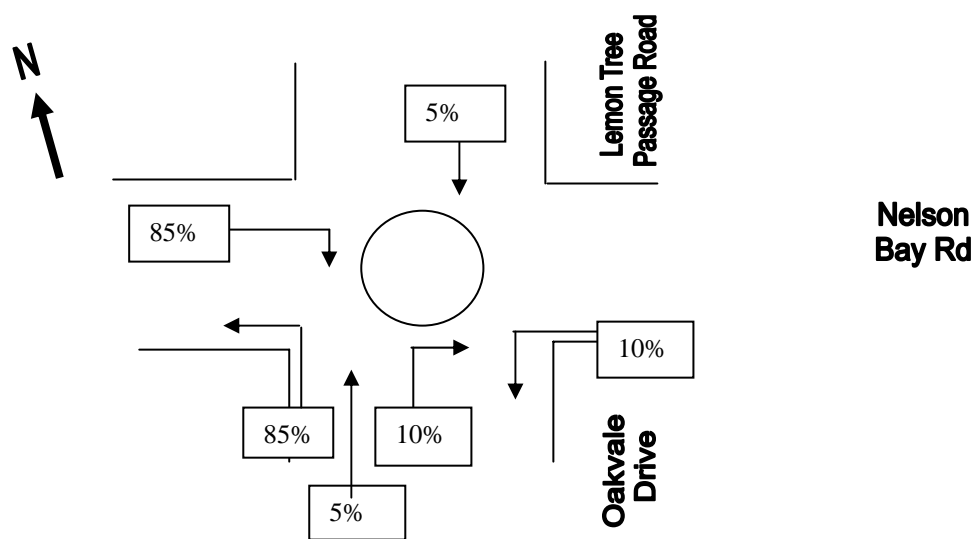 N
5%
Lemon Tree
Passage Road
85%
Nelson
Bay Rd
10%
85%
10%
5%
Oakvale
Drive